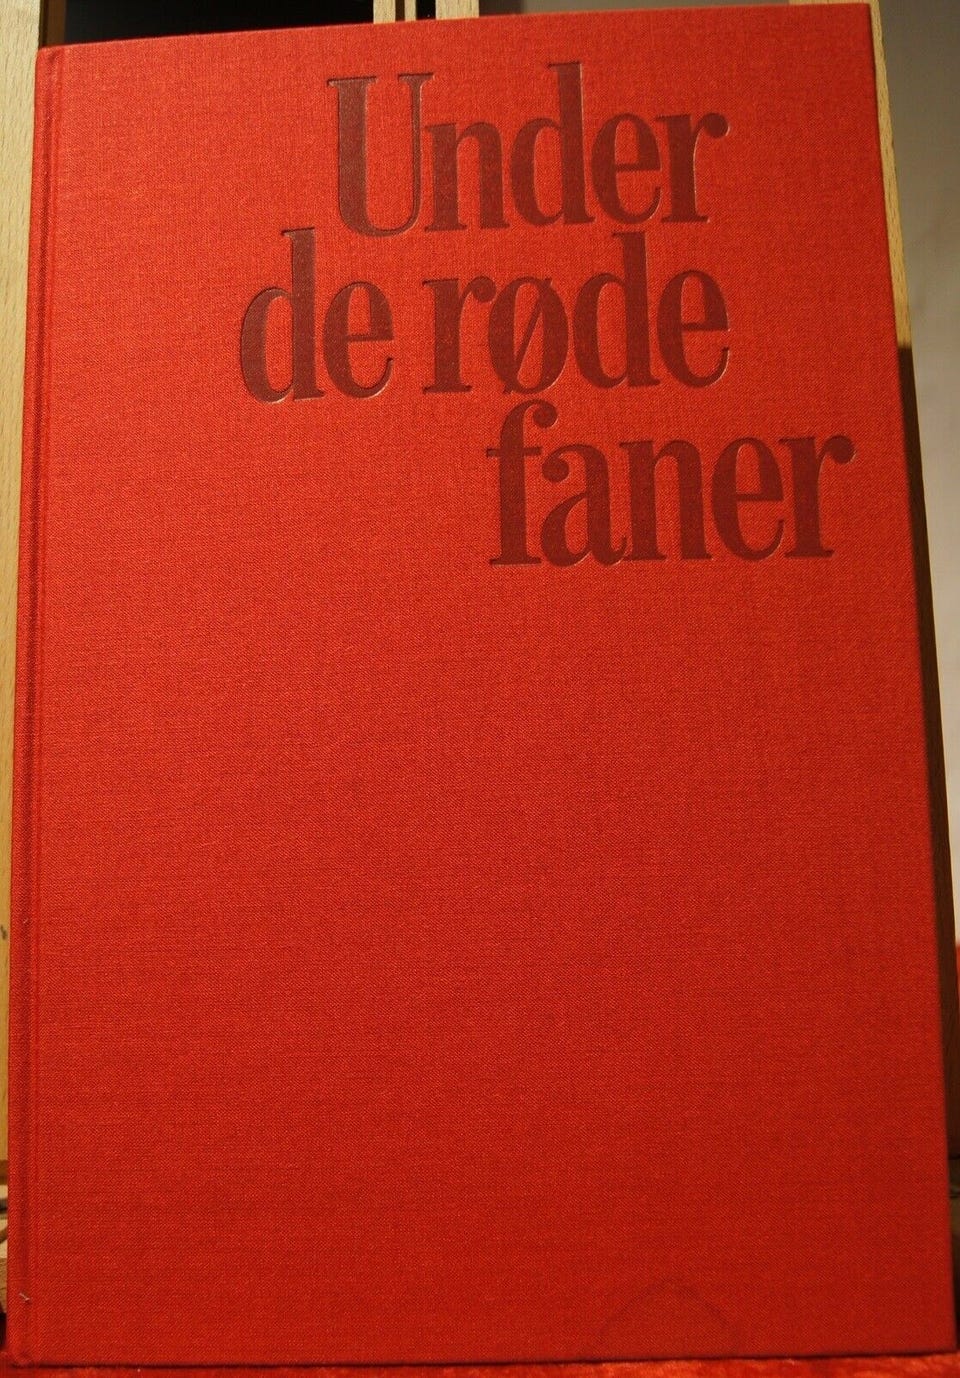 Under
de røde
faner